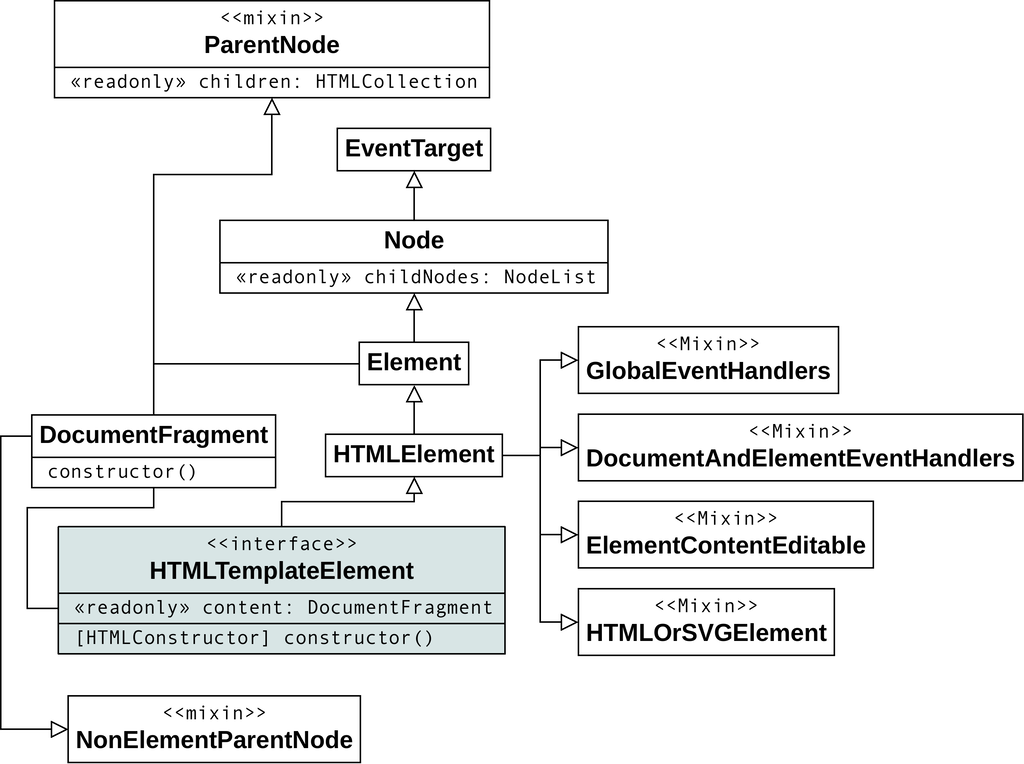 <<mixin>>
ParentNode
«readonly» children: HTMLCollection
EventTarget
Node
«readonly» childNodes: NodeList
Element
<<Mixin>>
GlobalEventHandlers
DocumentFragment
constructor()
HTMLElement
<<Mixin>>
DocumentAndElementEventHandlers
<<Mixin>>
ElementContentEditable
<<interface>>
HTMLTemplateElement
«readonly» content: DocumentFragment
[HTMLConstructor] constructor()
<<Mixin>>
HTMLOrSVGElement
<<mixin>>
NonElementParentNode